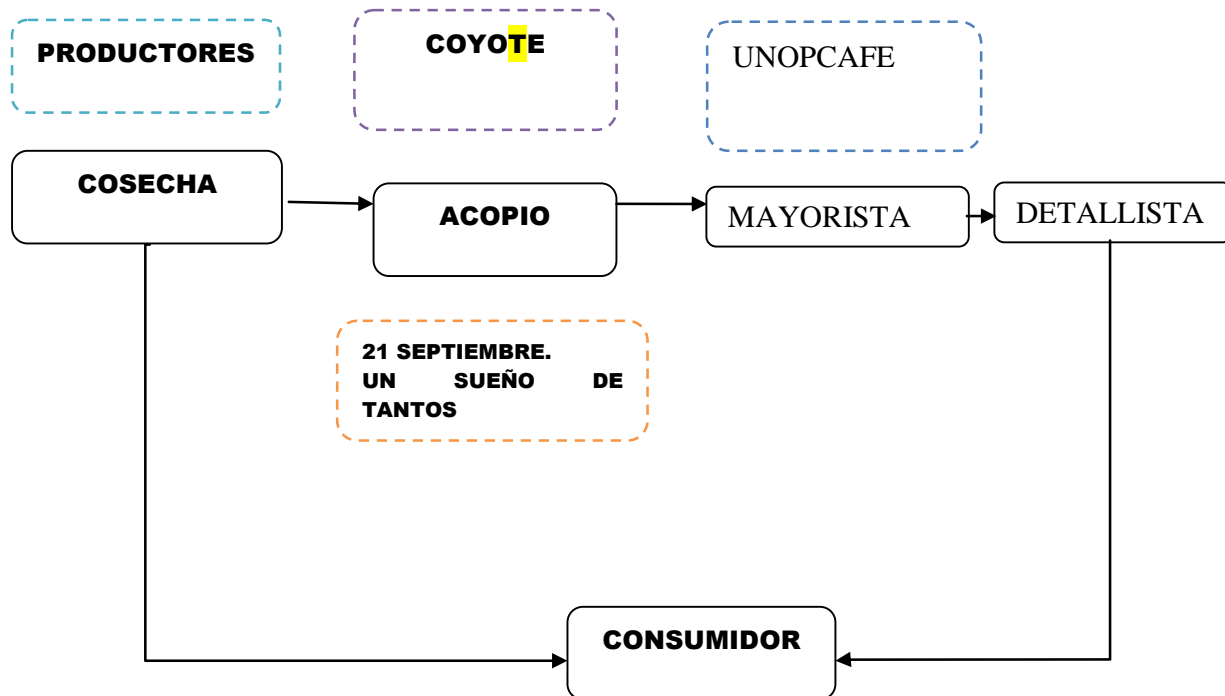 PRODUCTORES
COYOTE
UNOPCAFE
COSECHA
ACOPIO
MAYORISTA
DETALLISTA
21 SEPTIEMBRE.
UN SUEÑO DE
TANTOS
CONSUMIDOR